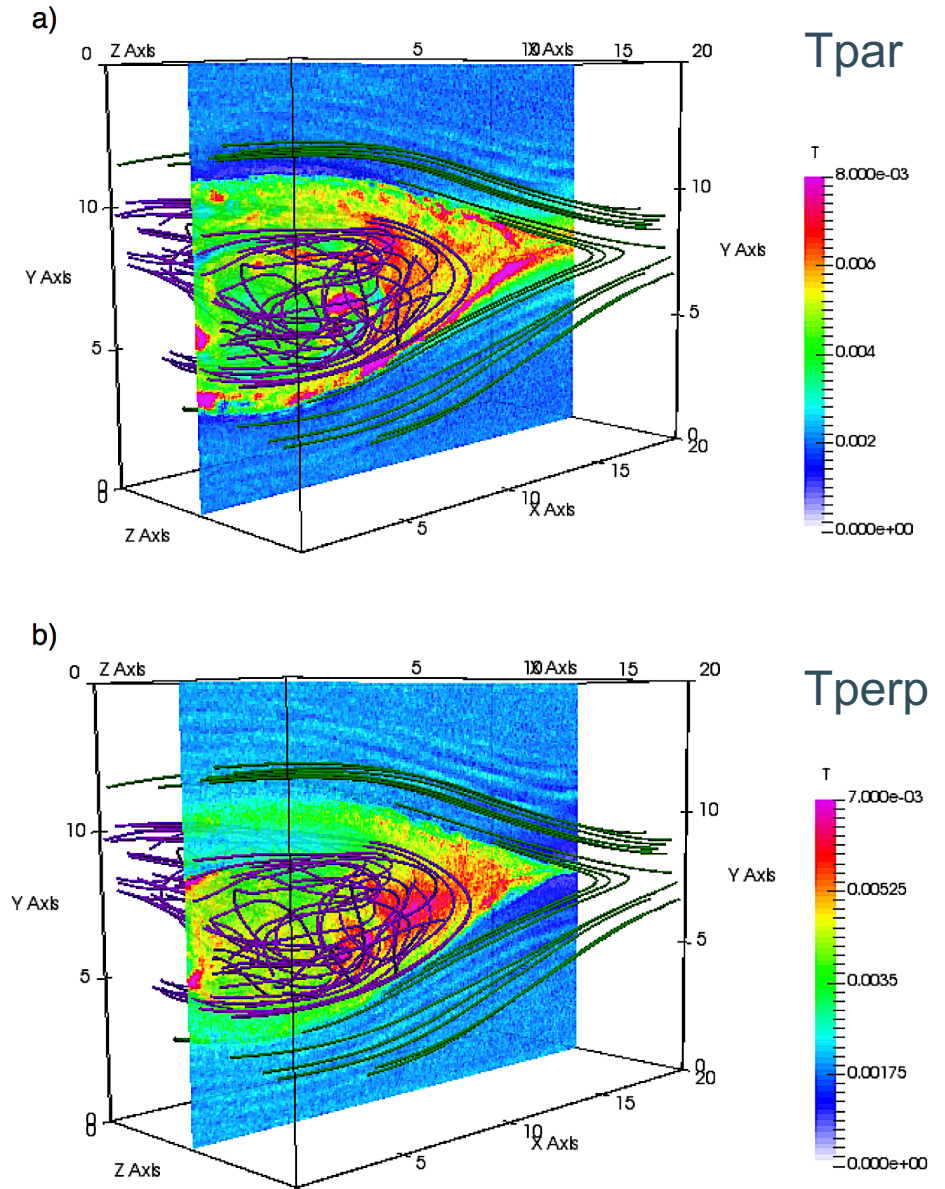 a)
Tpar
0 Z Axis 5 X Axis 10 15 20
T
8.000e-03
10 10
0.006
Y Axis Y Axis
5 5
0.004
0.002
0 0 20
15
0.000e+00
10
Z Axis 5 X Axis
b)
Tperp
0 Z Axis 5 X Axis 10 15 20
T
7.000e-03
10 10
0.00525
Y Axis Y Axis
5 5
0.0035
0.00175
0 0 20
15
0.000e+00
10
Z Axis 5 X Axis